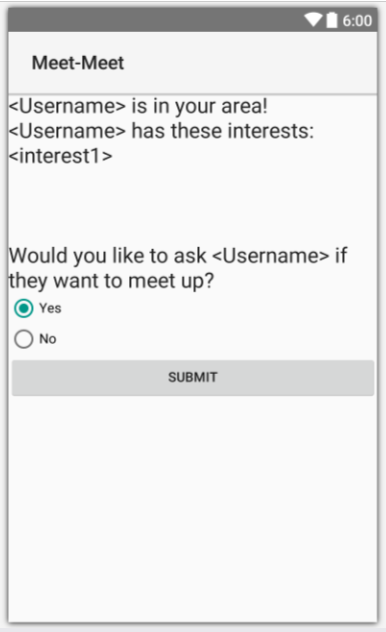 6:00
Meet-Meet
<Username> is in your area!
<Username> has these interests:
<interest1>
Would you like to ask <Username> if
they want to meet up?
Yes
No
SUBMIT